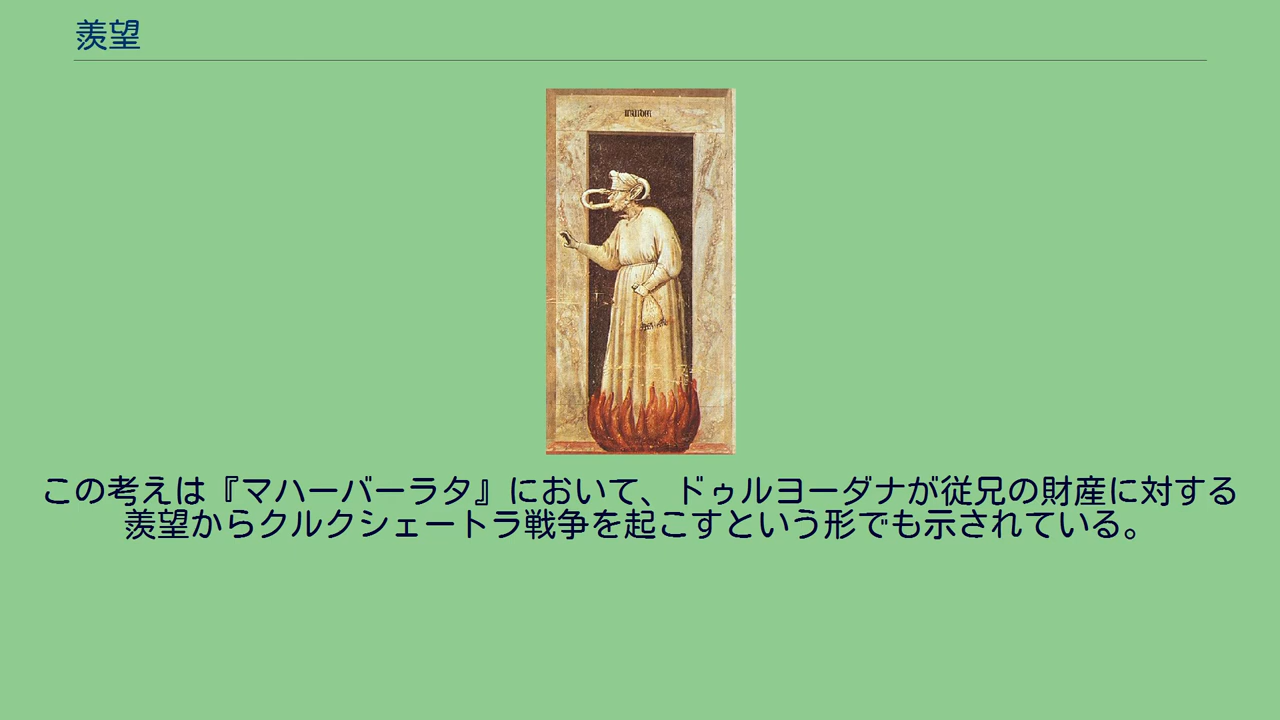 羨望
この考えは『マハーバーラタ』において、ドゥルヨーダナが従兄の財産に対する
羨望からクルクシェートラ戦争を起こすという形でも示されている。